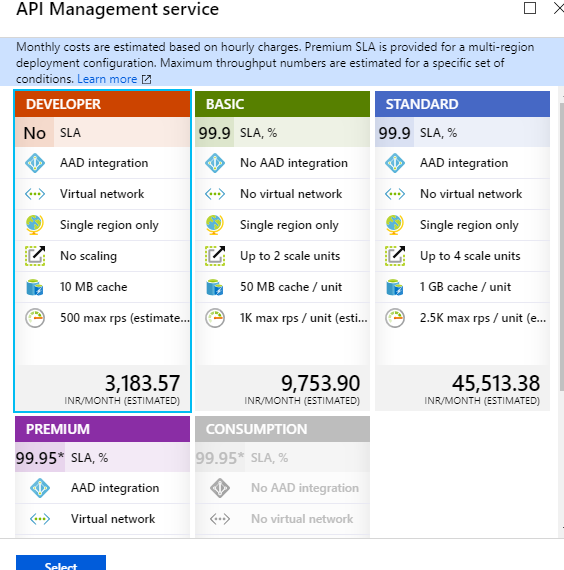 API Management service
Monthly costs are estimated based on hourly charges. Premium SLA is provided for a multi-region
deployment configuration. Maximum throughput numbers are estimated for a specific set of
conditions. Learn more
DEVELOPER
No SLA
AAD integration
Virtual network
Single region only
No scaling
10 MB cache
500 max rps (estimate...
3,183.57
INR/MONTH (ESTIMATED)
BASIC
99.9 SLA, %
No AAD integration
No virtual network
Single region only
Up to 2 scale units
50 MB cache / unit
1K max rps / unit (esti...
9,753.90
INR/MONTH (ESTIMATED)
STANDARD
99.9 SLA, %
AAD integration
No virtual network
Single region only
Up to 4 scale units
1 GB cache / unit
2.5K max rps / unit (e...
45,513.38
INR/MONTH (ESTIMATED)
PREMIUM
99.95* SLA, %
AAD integration
Virtual network
CONSUMPTION
99.95* SLA, %
No AAD integration
No virtual network
Select